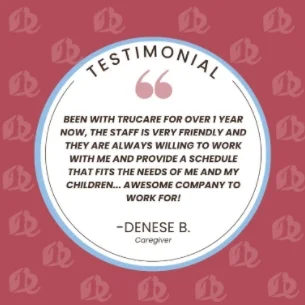 TESTIMONIAL
BEEN WITH TRUCARE FOR OVER 1 YEAR
NOW, THE STAFF IS VERY FRIENDLY AND
THEY ARE ALWAYS WILLING TO WORK
WITH ME AND PROVIDE A SCHEDULE
THAT FITS THE NEEDS OF ME AND MY
CHILDREN... AWESOME COMPANY TO
WORK FOR!
-DENESE B.
Caregiver